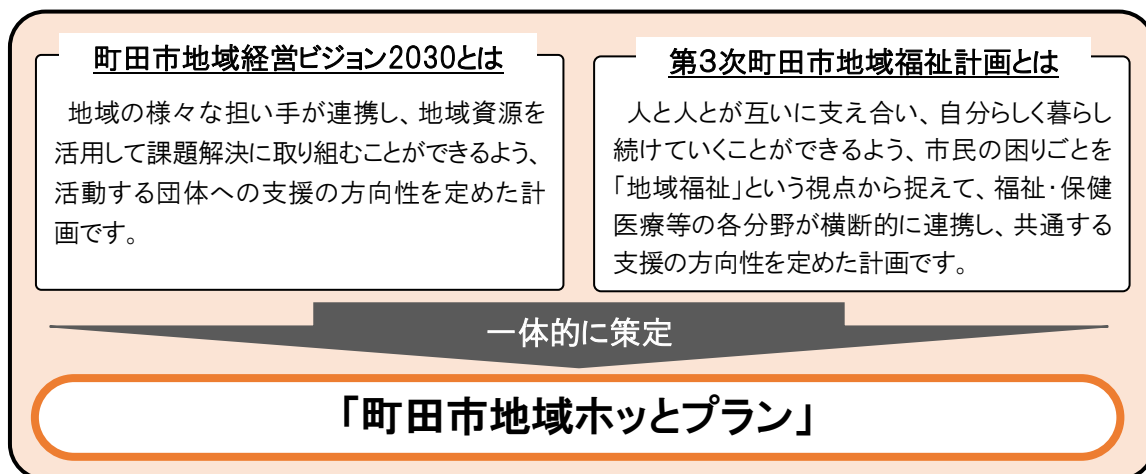 町田市地域経営ビジョン2030とは
地域の様々な担い手が連携し、地域資源を
活用して課題解決に取り組むことができるよう、
活動する団体への支援の方向性を定めた計
画です。
第3次町田市地域福祉計画とは
人と人とが互いに支え合い、自分らしく暮らし
続けていくことができるよう、市民の困りごとを
「地域福祉」という視点から捉えて、福祉・保健
医療等の各分野が横断的に連携し、共通する
支援の方向性を定めた計画です。
一体的に策定
「町田市地域ホッとプラン」